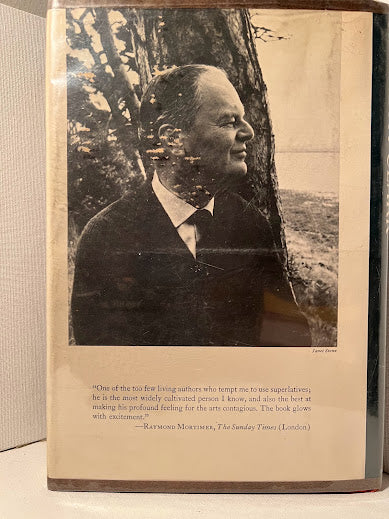 Janet Stone
"One of the too few living authors who tempt me to use superlatives;
he is the most widely cultivated person I know, and also the best at
making his profound feeling for the arts contagious. The book glows
with excitement."
—RAYMOND MORTIMER, The Sunday Times (London)